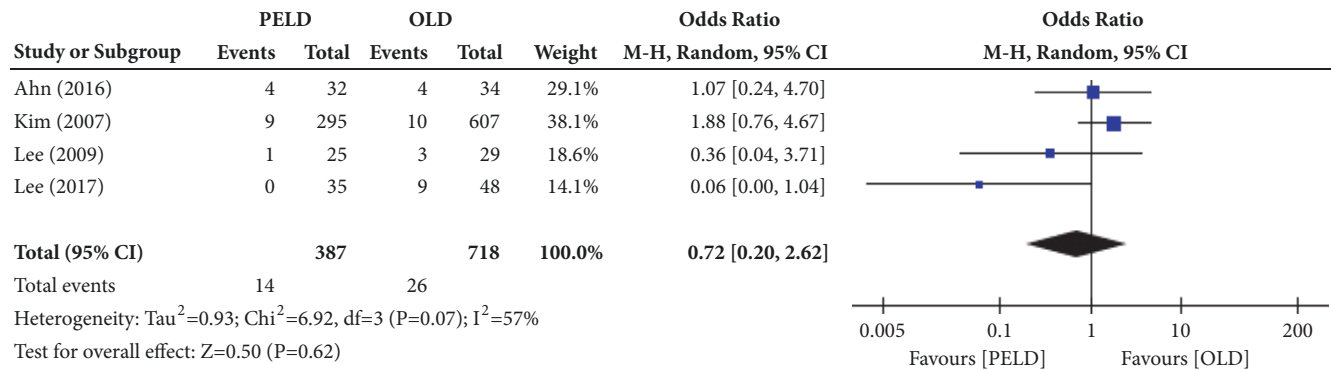 PELD OLD Odds Ratio Odds Ratio
Study or Subgroup Events Total Events Total Weight M-H, Random, 95% CI M-H, Random, 95% CI
Ahn (2016) 4 32 4 34 29.1% 1.07 [0.24, 4.70]
Kim (2007) 9 295 10 607 38.1% 1.88 [0.76, 4.67]
Lee (2009) 1 25 3 29 18.6% 0.36 [0.04, 3.71]
Lee (2017) 0 35 9 48 14.1% 0.06 [0.00, 1.04]
Total (95% CI) 387 718 100.0% 0.72 [0.20, 2.62]
Total events 14 26
Heterogeneity: Tau²=0.93; Chi²=6.92, df=3 (P=0.07); I²=57%
Test for overall effect: Z=0.50 (P=0.62)
0.005 0.1 1 10 200
Favours [PELD] Favours [OLD]